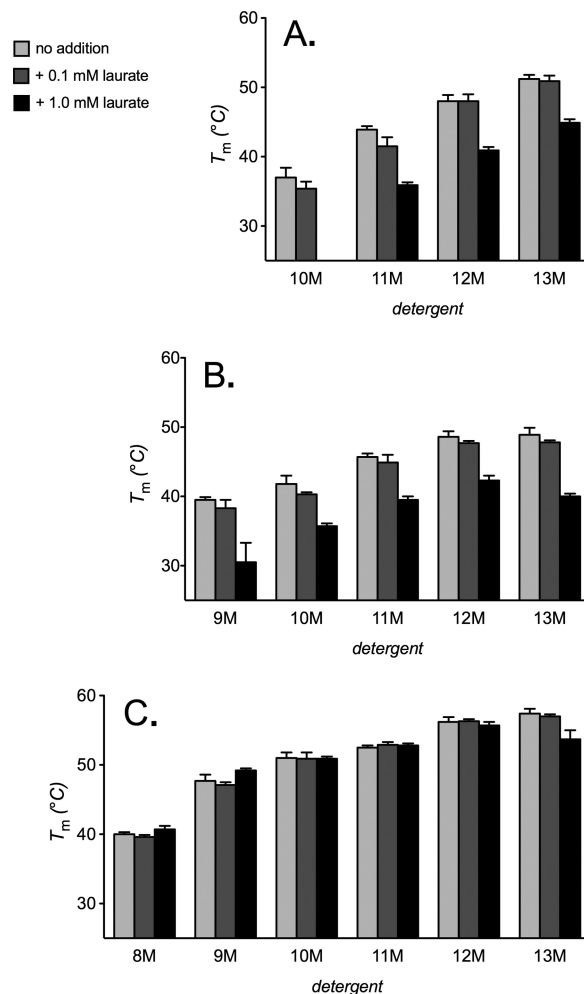 no addition
+ 0.1 mM laurate
+ 1.0 mM laurate
A.
60
50
40
30
Tm (°C)
10M 11M 12M 13M
detergent
B.
60
50
40
30
Tm (°C)
9M 10M 11M 12M 13M
detergent
C.
60
50
40
30
Tm (°C)
8M 9M 10M 11M 12M 13M
detergent